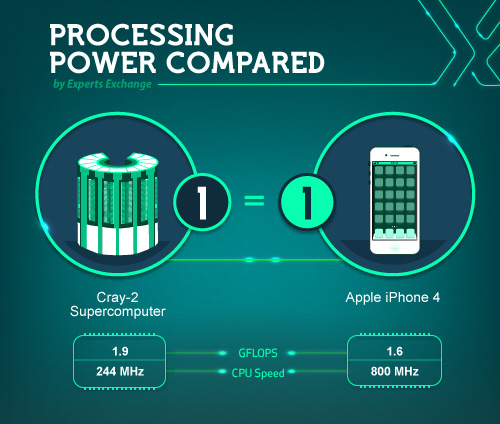 PROCESSING
POWER COMPARED
by Experts Exchange
1 = 1
Cray-2
Supercomputer
Apple iPhone 4
1.9 GFLOPS 1.6
244 MHz CPU Speed 800 MHz